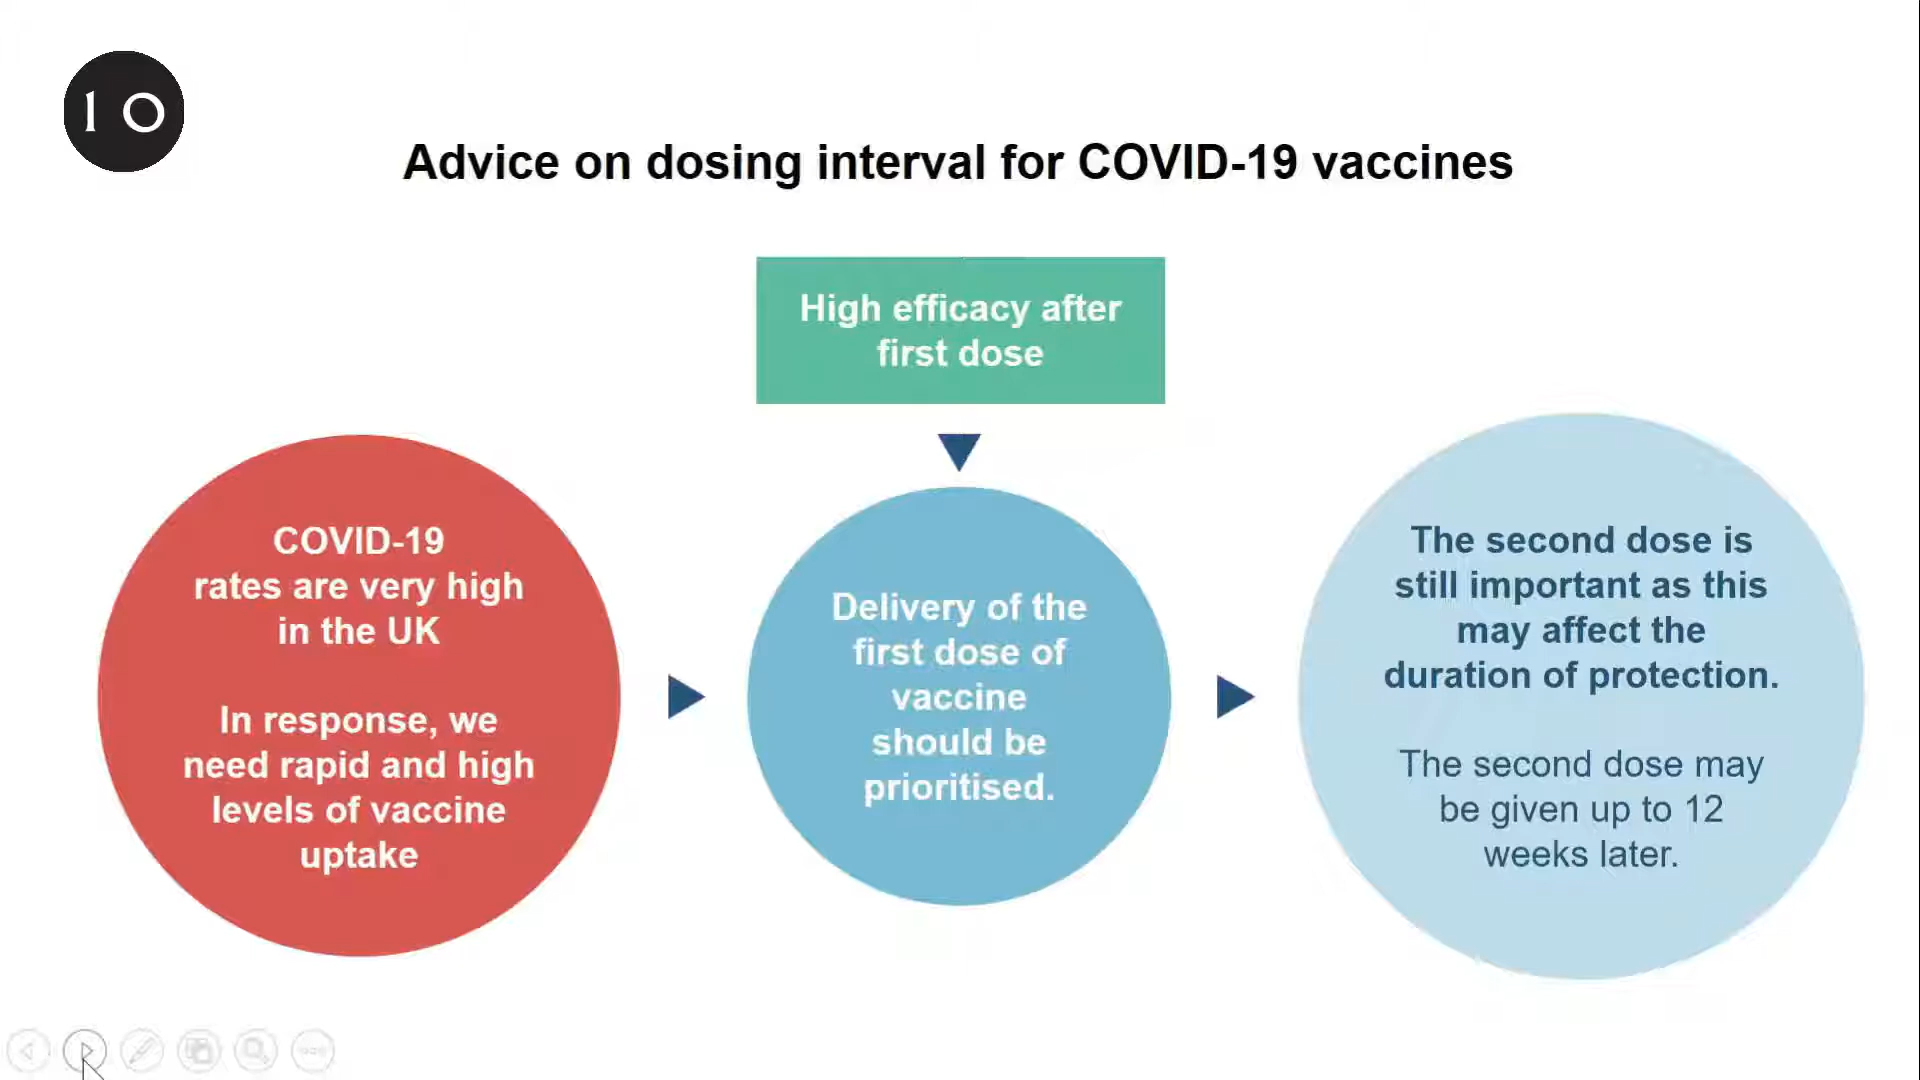 10
Advice on dosing interval for COVID-19 vaccines
High efficacy after
first dose
COVID-19
rates are very high
in the UK
In response, we
need rapid and high
levels of vaccine
uptake
Delivery of the
first dose of
vaccine
should be
prioritised.
The second dose is
still important as this
may affect the
duration of protection.
The second dose may
be given up to 12
weeks later.